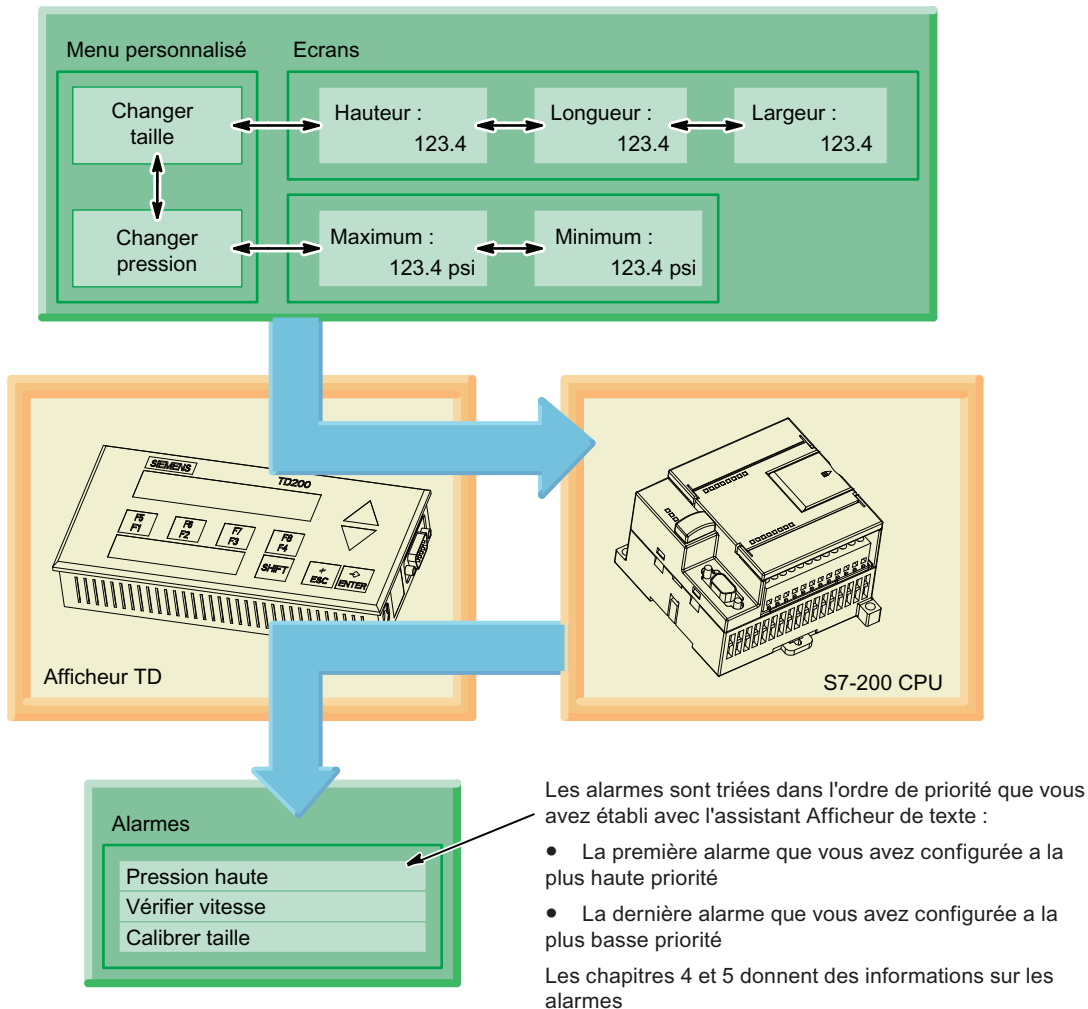 Menu personnalisé
Ecrans
Changer
taille
Hauteur :
123.4
Longueur :
123.4
Largeur :
123.4
Changer
pression
Maximum :
123.4 psi
Minimum :
123.4 psi
SIEMENS
TD200
F5
F1
F6
F2
F7
F3
F8
F4
SHIFT
ESC
ENTER
Afficheur TD
S7-200 CPU
Alarmes
Pression haute
Vérifier vitesse
Calibrer taille
Les alarmes sont triées dans l'ordre de priorité que vous
avez établi avec l'assistant Afficheur de texte :
• La première alarme que vous avez configurée a la
plus haute priorité
• La dernière alarme que vous avez configurée a la
plus basse priorité
Les chapitres 4 et 5 donnent des informations sur les
alarmes